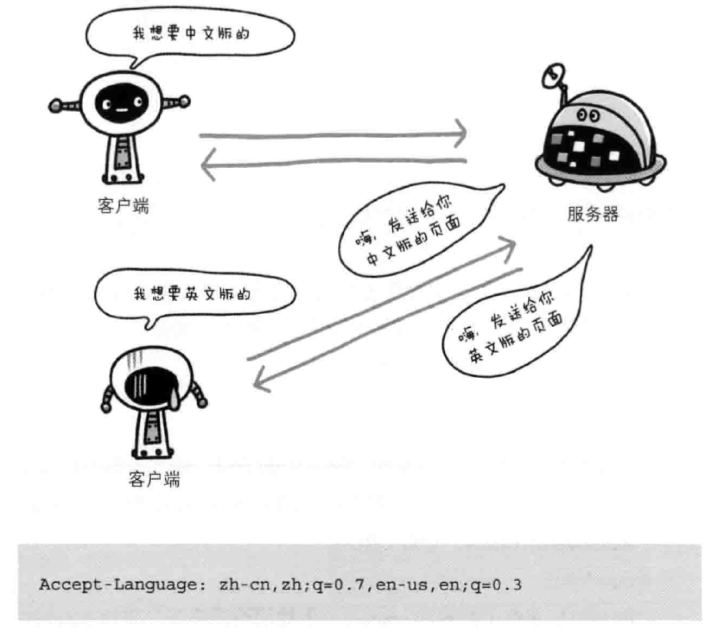 我想要中文版的
客户端
服务器
嗨，发送给你
中文版的页面
我想要英文版的
嗨，发送给你
英文版的页面
客户端
Accept-Language: zh-cn,zh;q=0.7,en-us,en;q=0.3